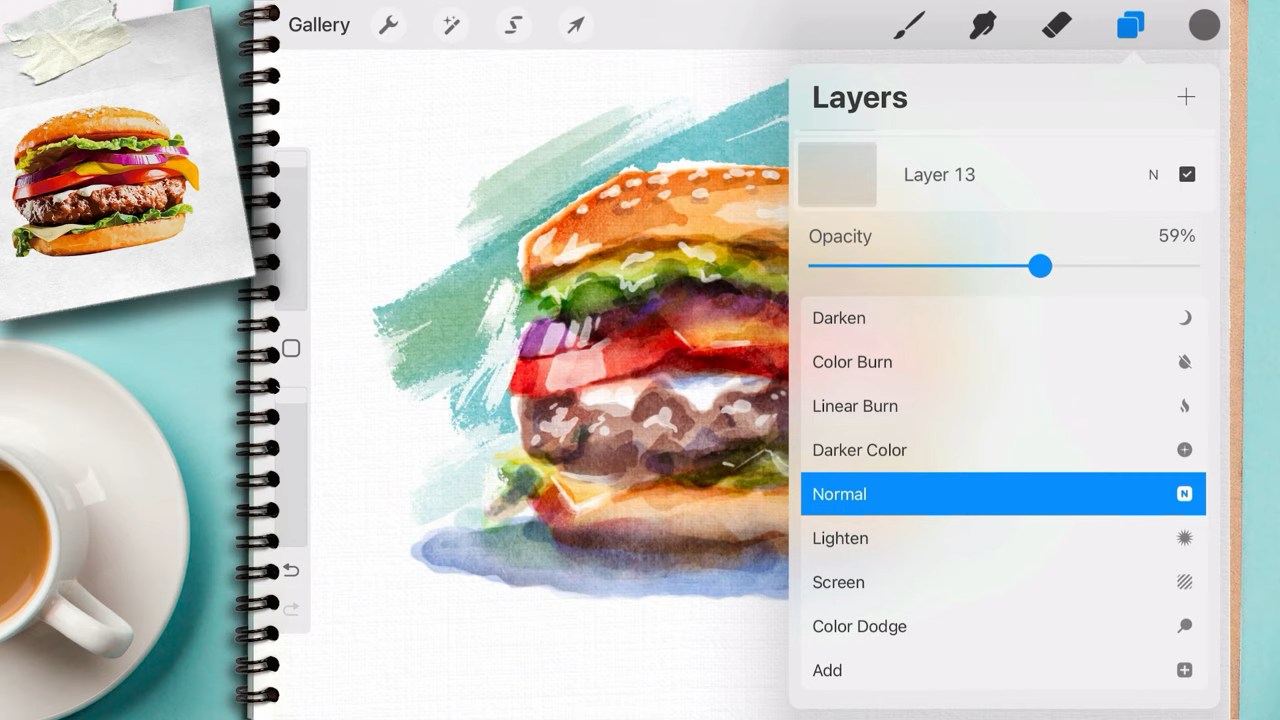 Gallery
Layers
Layer 13 N
Opacity 59%
Darken
Color Burn
Linear Burn
Darker Color
Normal N
Lighten
Screen
Color Dodge
Add